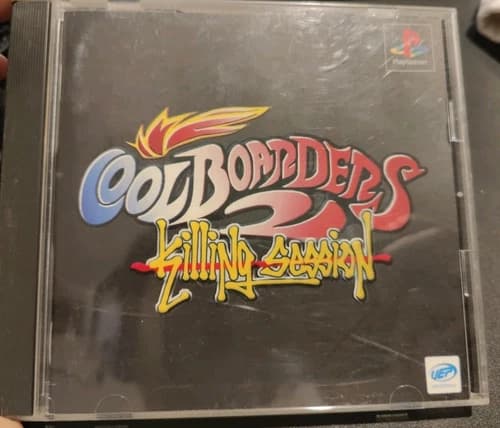 PlayStation
COOL BOARDERS
2
killing session
UEP